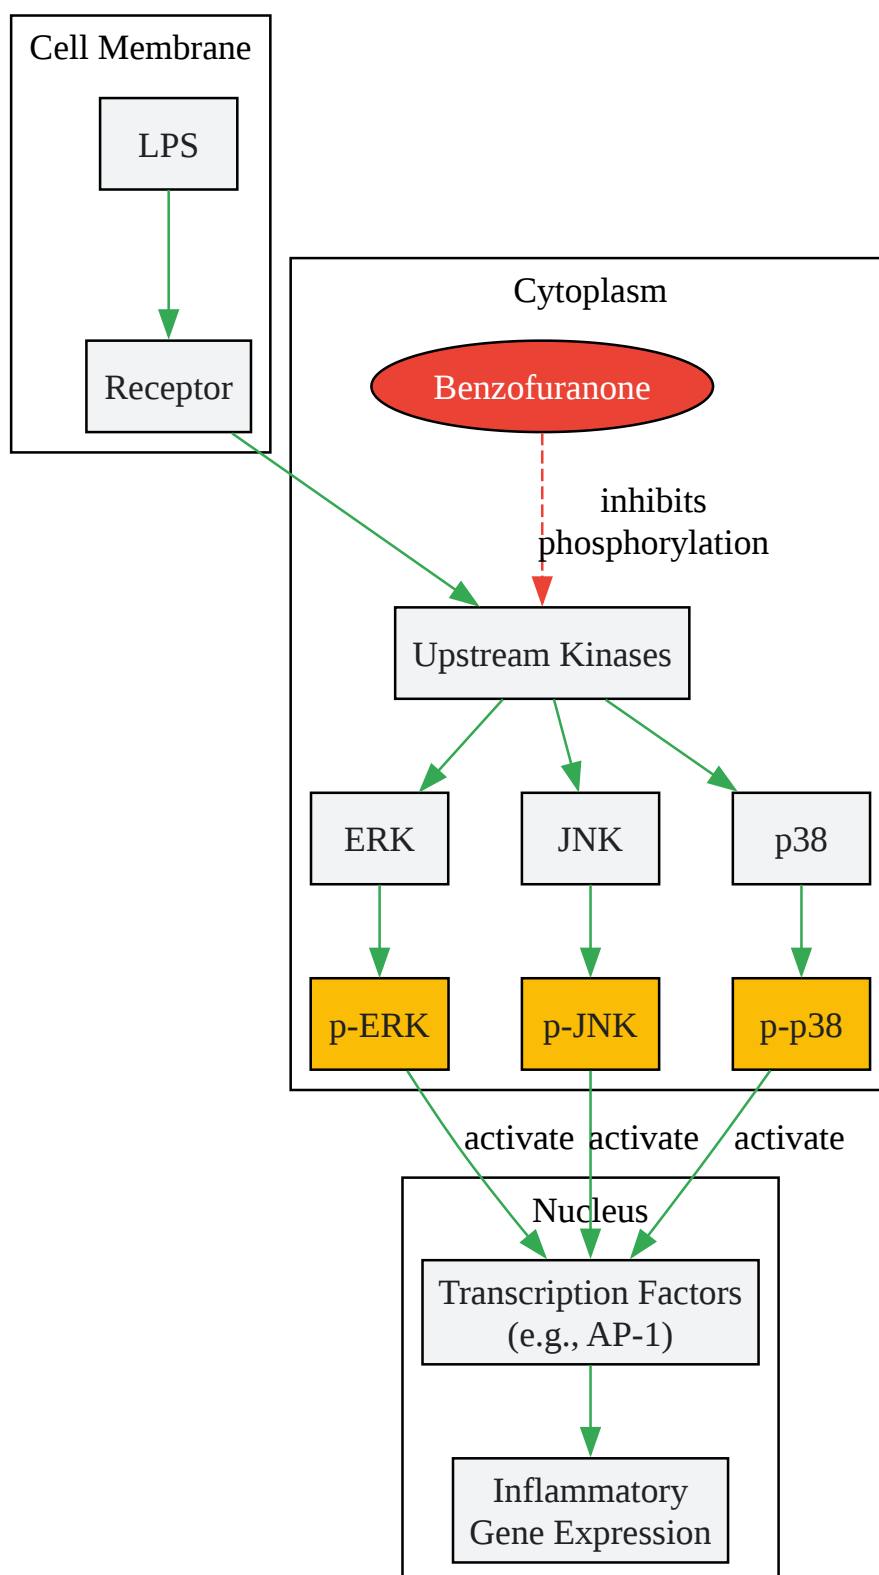 Cell Membrane
LPS
Receptor
Cytoplasm
Benzofuranone
inhibits
phosphorylation
Upstream Kinases
ERK
JNK
p38
p-ERK
p-JNK
p-p38
activate
activate
activate
Nucleus
Transcription Factors
(e.g., AP-1)
Inflammatory
Gene Expression